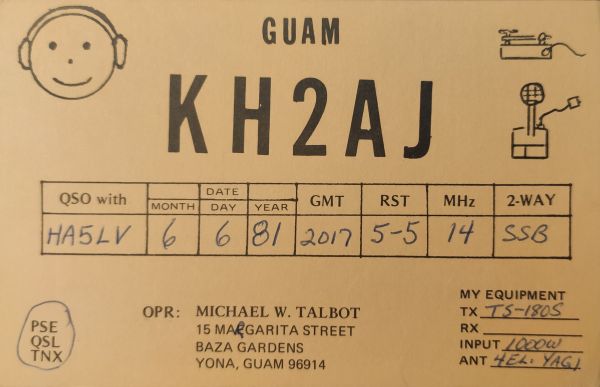 GUAM
KH2AJ
QSO with DATE MONTH DAY YEAR GMT RST MHz 2-WAY
HA5LV 6 6 81 2017 5-5 14 SSB
OPR: MICHAEL W. TALBOT
15 MARGARITA STREET
BAZA GARDENS
YONA, GUAM 96914
PSE
QSL
TNX
MY EQUIPMENT
TX TS-180S
RX
INPUT 1000W
ANT 4EL. YAGI